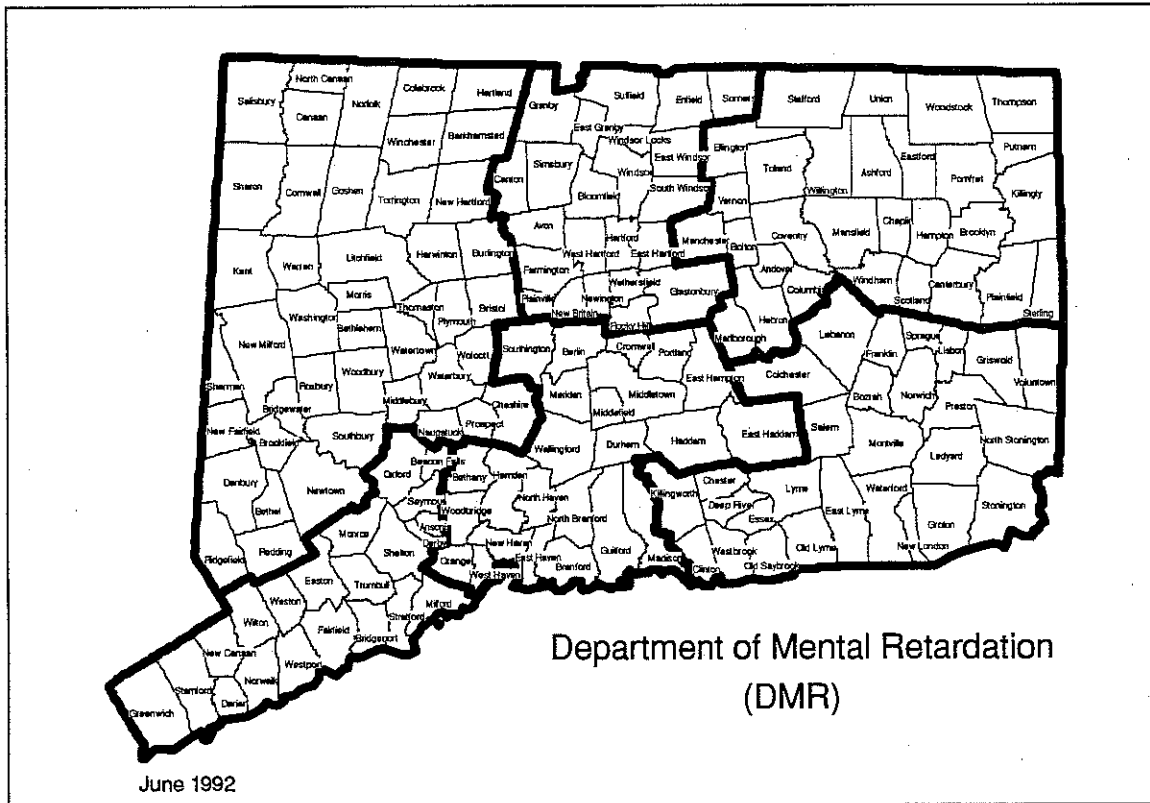 North Canaan
Colebrook
Hartland
Salisbury
Canaan
Norfolk
Winchester
Barkhamsted
Sharon
Cornwall
Goshen
Torrington
New Hartford
Granby
Suffield
Enfield
Somers
East Granby
Windsor Locks
East Windsor
Simsbury
Windsor
Canton
Bloomfield
South Windsor
Stafford
Union
Woodstock
Thompson
Ellington
Tolland
Willington
Ashford
Eastford
Pomfret
Putnam
Killingly
Vernon
Avon
Hartford
West Hartford
East Hartford
Manchester
Bolton
Coventry
Mansfield
Chaplin
Hampton
Brooklyn
Kent
Warren
Litchfield
Harwinton
Burlington
Farmington
Wethersfield
Glastonbury
Andover
Columbia
Windham
Scotland
Canterbury
Plainfield
Sterling
Morris
Washington
Bethlehem
Thomaston
Plymouth
Bristol
Plainville
Newington
New Britain
Rocky Hill
Hebron
Marlborough
New Milford
Watertown
Wolcott
Southington
Berlin
Cromwell
Portland
Lebanon
Franklin
Sprague
Lisbon
Griswold
Voluntown
Sherman
Roxbury
Woodbury
Waterbury
Bridgewater
Middlebury
Cheshire
Meriden
Middletown
Middlefield
East Hampton
Colchester
Bozrah
Norwich
Preston
New Fairfield
Brookfield
Southbury
Naugatuck
Prospect
Wallingford
Durham
Haddam
East Haddam
Salem
Montville
North Stonington
Ledyard
Danbury
Bethel
Newtown
Oxford
Beacon Falls
Bethany
Hamden
Seymour
Woodbridge
North Haven
North Branford
Killingworth
Chester
Deep River
Essex
Lyme
East Lyme
Waterford
Groton
Stonington
Ridgefield
Redding
Monroe
Ansonia
Derby
Shelton
Orange
New Haven
East Haven
West Haven
Branford
Guilford
Madison
Clinton
Westbrook
Old Saybrook
Old Lyme
New London
Easton
Trumbull
Weston
Wilton
Milford
Stratford
Fairfield
Bridgeport
New Canaan
Westport
Norwalk
Stamford
Darien
Greenwich
Department of Mental Retardation
(DMR)
June 1992